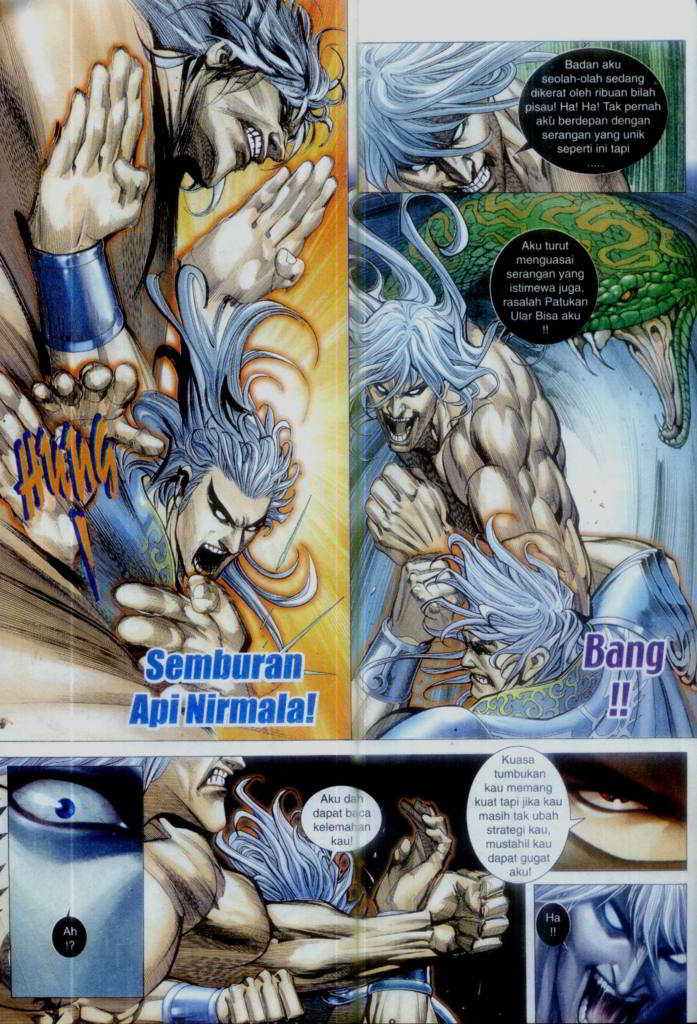 HUUU
Semburan
Api Nirmala!
Badan aku
seolah-olah sedang
dikerat oleh ribuan bilah
pisau! Ha! Ha! Tak pernah
aku berdepan dengan
serangan yang unik
seperti ini tapi
.....
Aku turut
menguasai
serangan yang
istimewa juga,
rasalah Patukan
Ular Bisa aku
!!
Bang
!!
Ah
!?
Aku dah
dapat baca
kelemahan
kau!
Kuasa
tumbukan
kau memang
kuat tapi jika kau
masih tak ubah
strategi kau,
mustahil kau
dapat gugat
aku!
Ha
!!